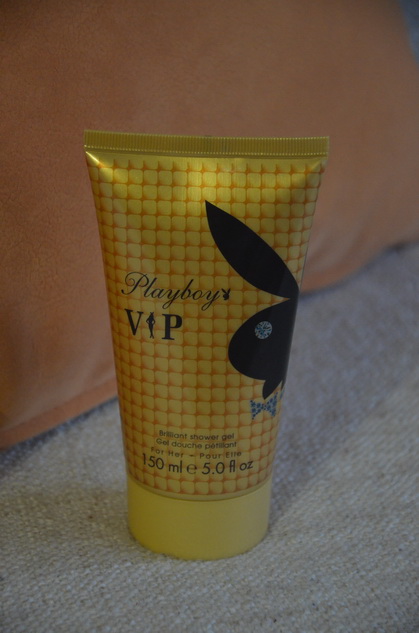 Playboy
VIP
Brilliant shower gel
Gel douche pétillant
For Her - Pour Elle
150 ml e 5.0 fl oz